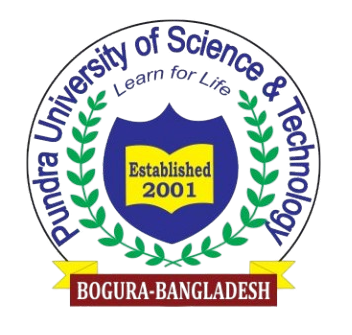 Pundra University of Science & Technology
Learn for Life
Established
2001
BOGURA-BANGLADESH